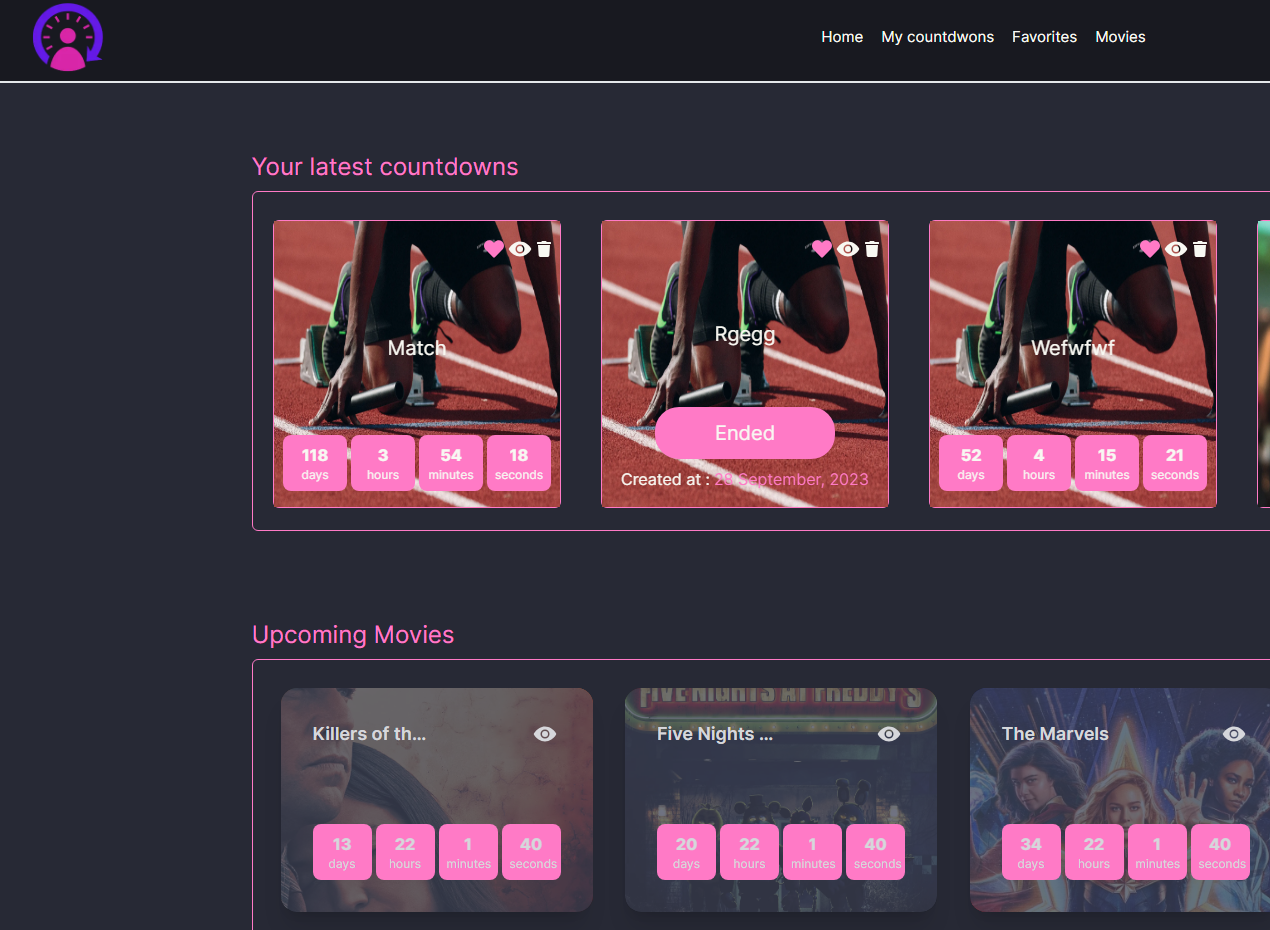 Home My countdwons Favorites Movies
Your latest countdowns
Match
118 days 3 hours 54 minutes 18 seconds
Rgegg
Ended
Created at : 28 September, 2023
Wefwfwf
52 days 4 hours 15 minutes 21 seconds
Upcoming Movies
Killers of th...
13 days 22 hours 1 minutes 40 seconds
FIVE NIGHTS AT FREDDY'S
Five Nights ...
20 days 22 hours 1 minutes 40 seconds
The Marvels
34 days 22 hours 1 minutes 40 seconds